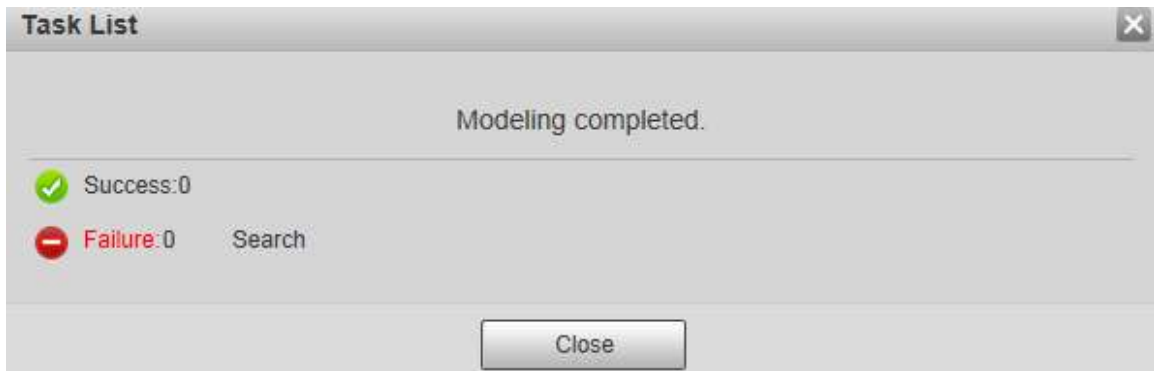 Task List
Modeling completed.
Success:0
Failure:0 Search
Close